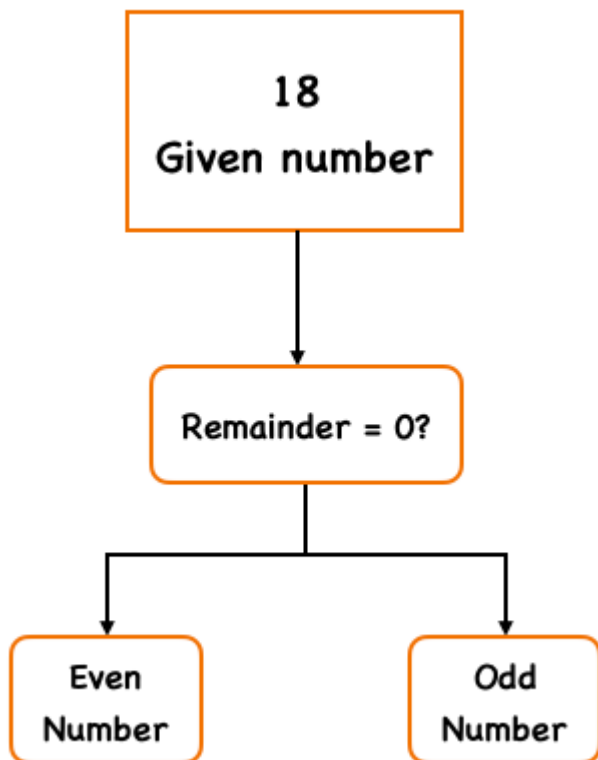 18
Given number
Remainder = 0?
Even
Number
Odd
Number